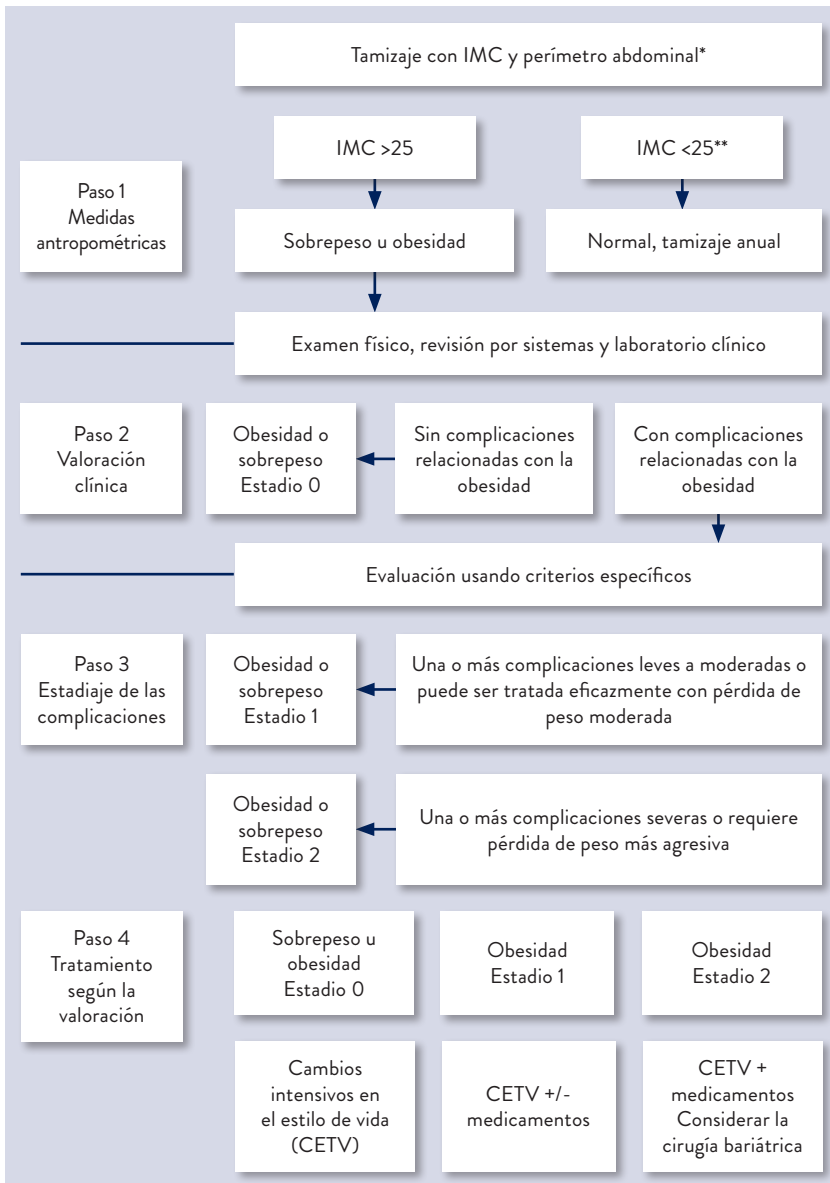 Tamizaje con IMC y perímetro abdominal*
IMC >25
IMC <25**
Paso 1
Medidas
antropométricas
Sobrepeso u obesidad
Normal, tamizaje anual
Examen físico, revisión por sistemas y laboratorio clínico
Paso 2
Valoración
clínica
Obesidad o
sobrepeso
Estadio 0
Sin complicaciones
relacionadas con la
obesidad
Con complicaciones
relacionadas con la
obesidad
Evaluación usando criterios específicos
Paso 3
Estadiaje de las
complicaciones
Obesidad o
sobrepeso
Estadio 1
Una o más complicaciones leves a moderadas o
puede ser tratada eficazmente con pérdida de
peso moderada
Obesidad o
sobrepeso
Estadio 2
Una o más complicaciones severas o requiere
pérdida de peso más agresiva
Paso 4
Tratamiento
según la
valoración
Sobrepeso u
obesidad
Estadio 0
Obesidad
Estadio 1
Obesidad
Estadio 2
Cambios
intensivos en
el estilo de vida
(CETV)
CETV +/-
medicamentos
CETV +
medicamentos
Considerar la
cirugía bariátrica